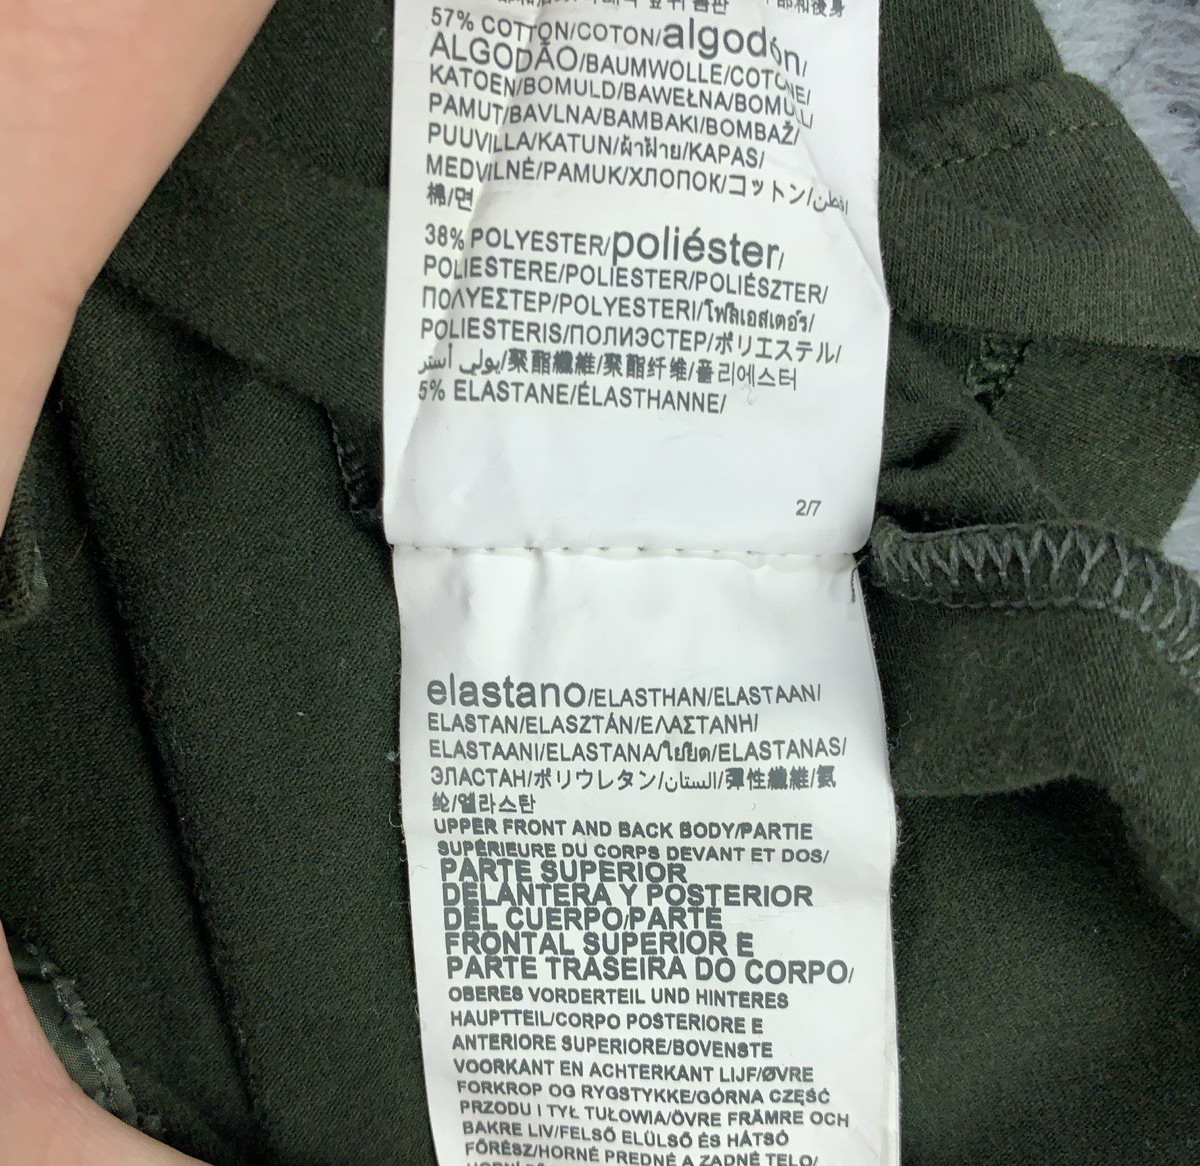 57% COTTON/COTON/algodón/
ALGODÃO/BAUMWOLLE/COTONE/
KATOEN/BOMULD/BAWEŁNA/BOMULL/
PAMUT/BAVLNA/BAMBAKI/BOMBAŽ/
PUUVILLA/KATUN/ผ้าฝ้าย/KAPAS/
MEDVILNĖ/PAMUK/ХЛОПОК/コットン/قطن/
棉/면
38% POLYESTER/poliéster/
POLIESTERE/POLIESTER/POLIÉSZTER/
ΠΟΛΥΕΣΤΕΡ/POLYESTERI/โพลิเอสเตอร์/
POLIESTERIS/ПОЛИЭСТЕР/ポリエステル/
بولي أستر/聚酯纖維/聚酯纤维/폴리에스터
5% ELASTANE/ÉLASTHANNE/
2/7
elastano/ELASTHAN/ELASTAAN/
ELASTAN/ELASZTÁN/ΕΛΑΣΤΑΝΗ/
ELASTAANI/ELASTANA/ใยยืด/ELASTANAS/
ЭЛАСТАН/ポリウレタン/الستان/彈性纖維/氨
纶/엘라스탄
UPPER FRONT AND BACK BODY/PARTIE
SUPÉRIEURE DU CORPS DEVANT ET DOS/
PARTE SUPERIOR
DELANTERA Y POSTERIOR
DEL CUERPO/PARTE
FRONTAL SUPERIOR E
PARTE TRASEIRA DO CORPO/
OBERES VORDERTEIL UND HINTERES
HAUPTTEIL/CORPO POSTERIORE E
ANTERIORE SUPERIORE/BOVENSTE
VOORKANT EN ACHTERKANT LIJF/ØVRE
FORKROP OG RYGSTYKKE/GÓRNA CZĘŚĆ
PRZODU I TYŁ TUŁOWIA/ÖVRE FRÄMRE OCH
BAKRE LIV/FELSŐ ELÜLSŐ ÉS HÁTSÓ
FŐRÉSZ/HORNÉ PREDNÉ A ZADNÉ TELO/